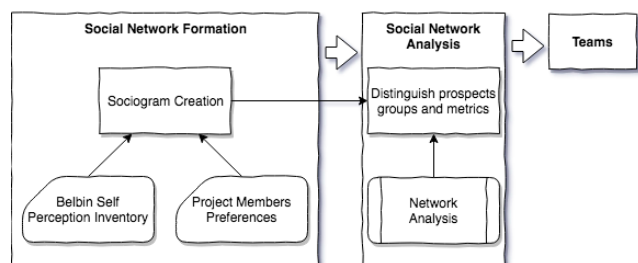 Social Network Formation
Sociogram Creation
Belbin Self
Perception Inventory
Project Members
Preferences
Social Network
Analysis
Distinguish prospects
groups and metrics
Network
Analysis
Teams